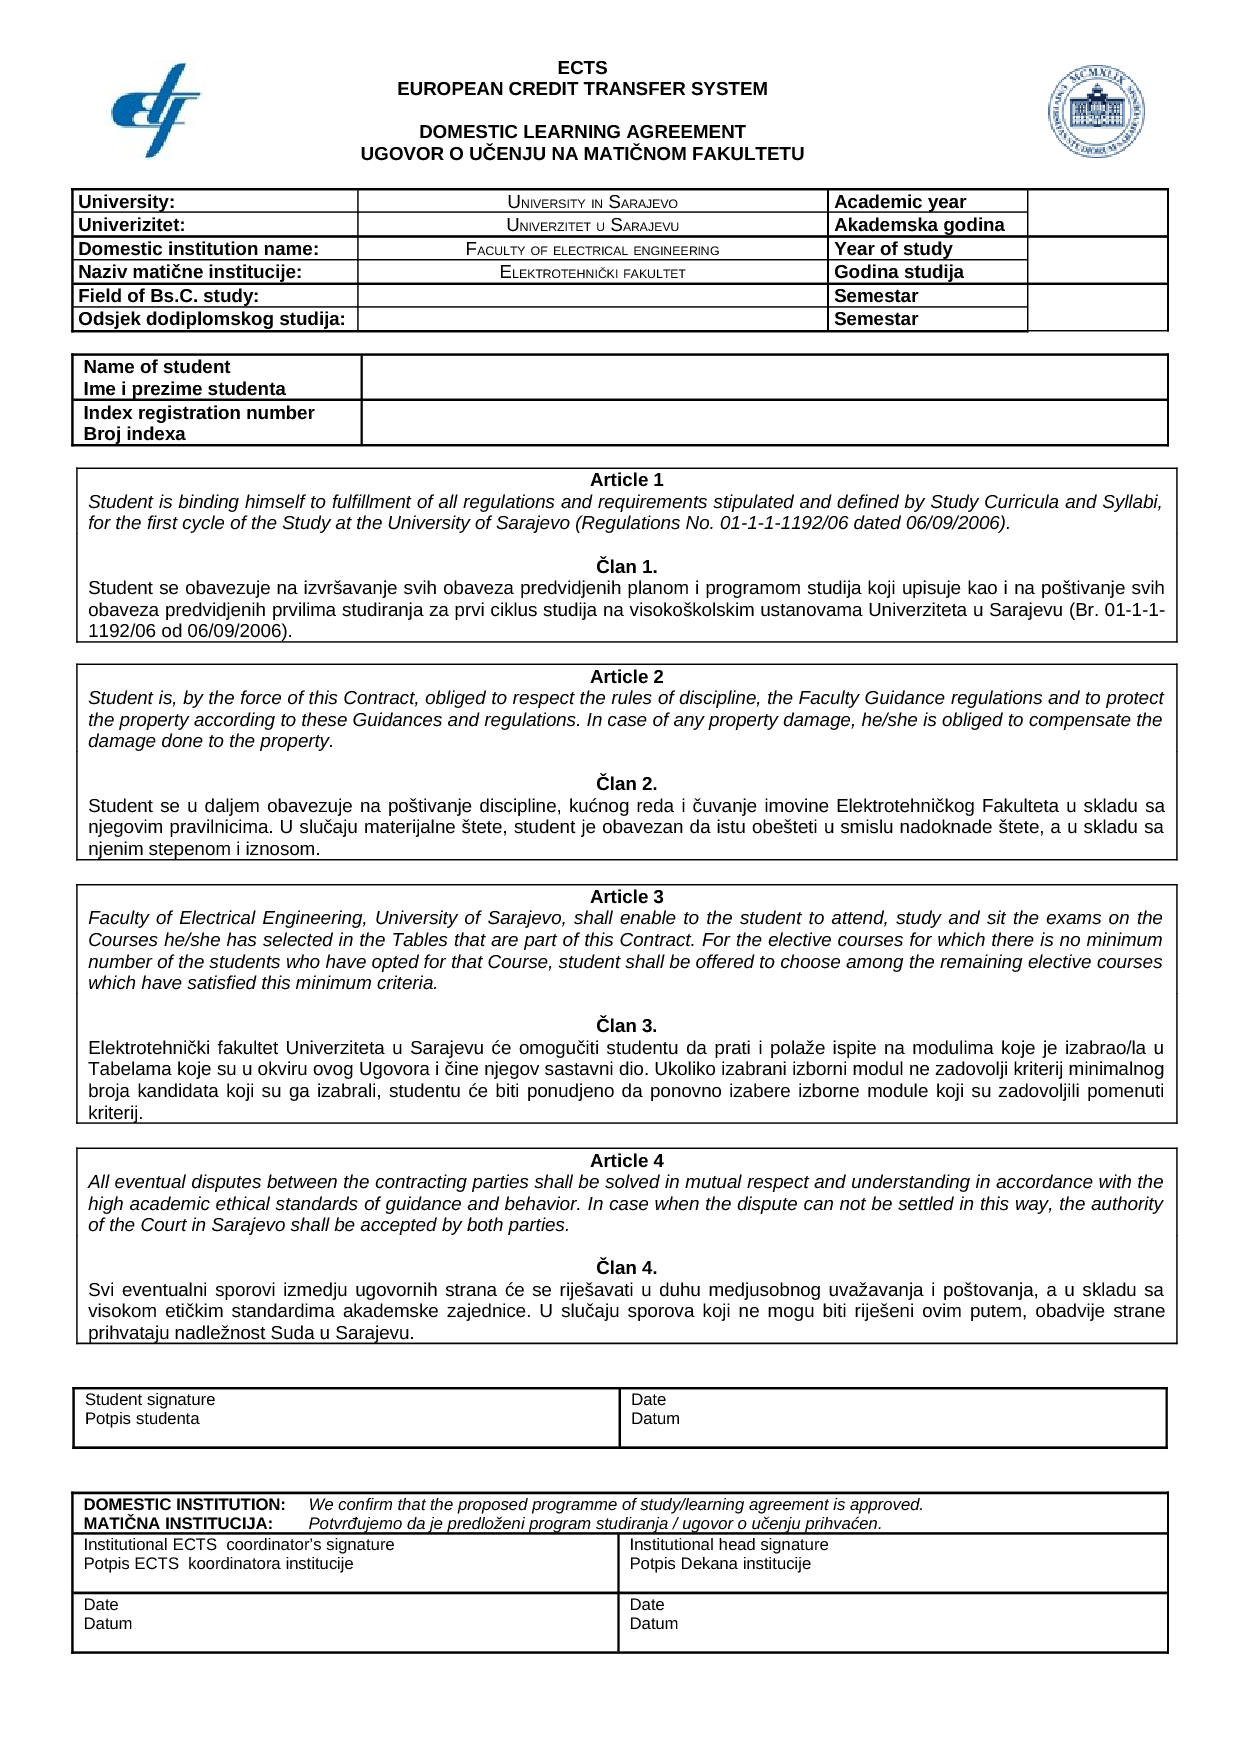 ECTS
EUROPEAN CREDIT TRANSFER SYSTEM
DOMESTIC LEARNING AGREEMENT
UGOVOR O UČENJU NA MATIČNOM FAKULTETU
University: University in Sarajevo Academic year
Univerizitet: Univerzitet u Sarajevu Akademska godina
Domestic institution name: Faculty of electrical engineering Year of study
Naziv matične institucije: Elektrotehnički fakultet Godina studija
Field of Bs.C. study: Semestar
Odsjek dodiplomskog studija: Semestar
Name of student
Ime i prezime studenta
Index registration number
Broj indexa
Article 1
Student is binding himself to fulfillment of all regulations and requirements stipulated and defined by Study Curricula and Syllabi,
for the first cycle of the Study at the University of Sarajevo (Regulations No. 01-1-1-1192/06 dated 06/09/2006).
Član 1.
Student se obavezuje na izvršavanje svih obaveza predvidjenih planom i programom studija koji upisuje kao i na poštivanje svih
obaveza predvidjenih prvilima studiranja za prvi ciklus studija na visokoškolskim ustanovama Univerziteta u Sarajevu (Br. 01-1-1-
1192/06 od 06/09/2006).
Article 2
Student is, by the force of this Contract, obliged to respect the rules of discipline, the Faculty Guidance regulations and to protect
the property according to these Guidances and regulations. In case of any property damage, he/she is obliged to compensate the
damage done to the property.
Član 2.
Student se u daljem obavezuje na poštivanje discipline, kućnog reda i čuvanje imovine Elektrotehničkog Fakulteta u skladu sa
njegovim pravilnicima. U slučaju materijalne štete, student je obavezan da istu obešteti u smislu nadoknade štete, a u skladu sa
njenim stepenom i iznosom.
Article 3
Faculty of Electrical Engineering, University of Sarajevo, shall enable to the student to attend, study and sit the exams on the
Courses he/she has selected in the Tables that are part of this Contract. For the elective courses for which there is no minimum
number of the students who have opted for that Course, student shall be offered to choose among the remaining elective courses
which have satisfied this minimum criteria.
Član 3.
Elektrotehnički fakultet Univerziteta u Sarajevu će omogučiti studentu da prati i polaže ispite na modulima koje je izabrao/la u
Tabelama koje su u okviru ovog Ugovora i čine njegov sastavni dio. Ukoliko izabrani izborni modul ne zadovolji kriterij minimalnog
broja kandidata koji su ga izabrali, studentu će biti ponudjeno da ponovno izabere izborne module koji su zadovoljili pomenuti
kriterij.
Article 4
All eventual disputes between the contracting parties shall be solved in mutual respect and understanding in accordance with the
high academic ethical standards of guidance and behavior. In case when the dispute can not be settled in this way, the authority
of the Court in Sarajevo shall be accepted by both parties.
Član 4.
Svi eventualni sporovi izmedju ugovornih strana će se riješavati u duhu medjusobnog uvažavanja i poštovanja, a u skladu sa
visokom etičkim standardima akademske zajednice. U slučaju sporova koji ne mogu biti riješeni ovim putem, obadvije strane
prihvataju nadležnost Suda u Sarajevu.
Student signature Date
Potpis studenta Datum
DOMESTIC INSTITUTION: We confirm that the proposed programme of study/learning agreement is approved.
MATIČNA INSTITUCIJA: Potvrđujemo da je predloženi program studiranja / ugovor o učenju prihvaćen.
Institutional ECTS coordinator's signature Institutional head signature
Potpis ECTS koordinatora institucije Potpis Dekana institucije
Date Date
Datum Datum